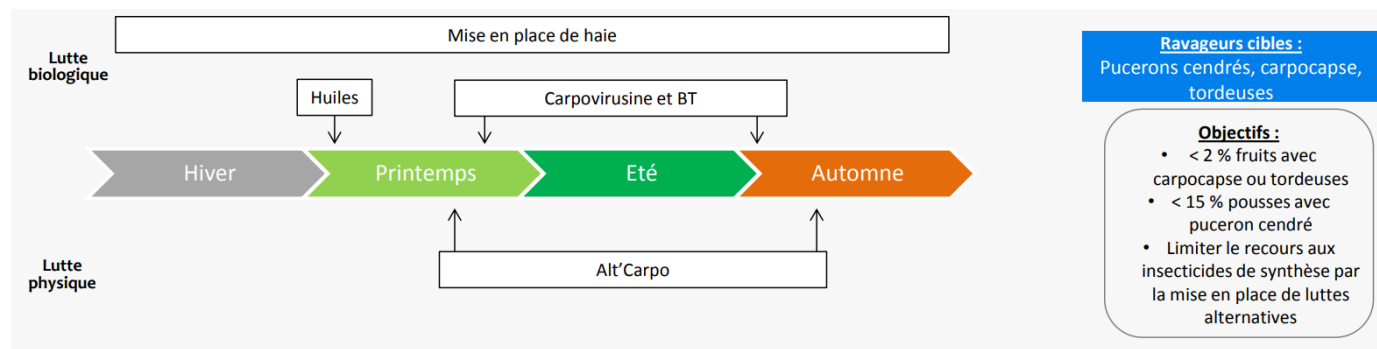 Mise en place de haie
Lutte
biologique
Huiles
Carpovirusine et BT
Hiver
Printemps
Eté
Automne
Alt’Carpo
Lutte
physique
Ravageurs cibles :
Pucerons cendrés, carpocapse,
tordeuses
Objectifs :
• < 2 % fruits avec
carpocapse ou tordeuses
• < 15 % pousses avec
puceron cendré
• Limiter le recours aux
insecticides de synthèse par
la mise en place de luttes
alternatives